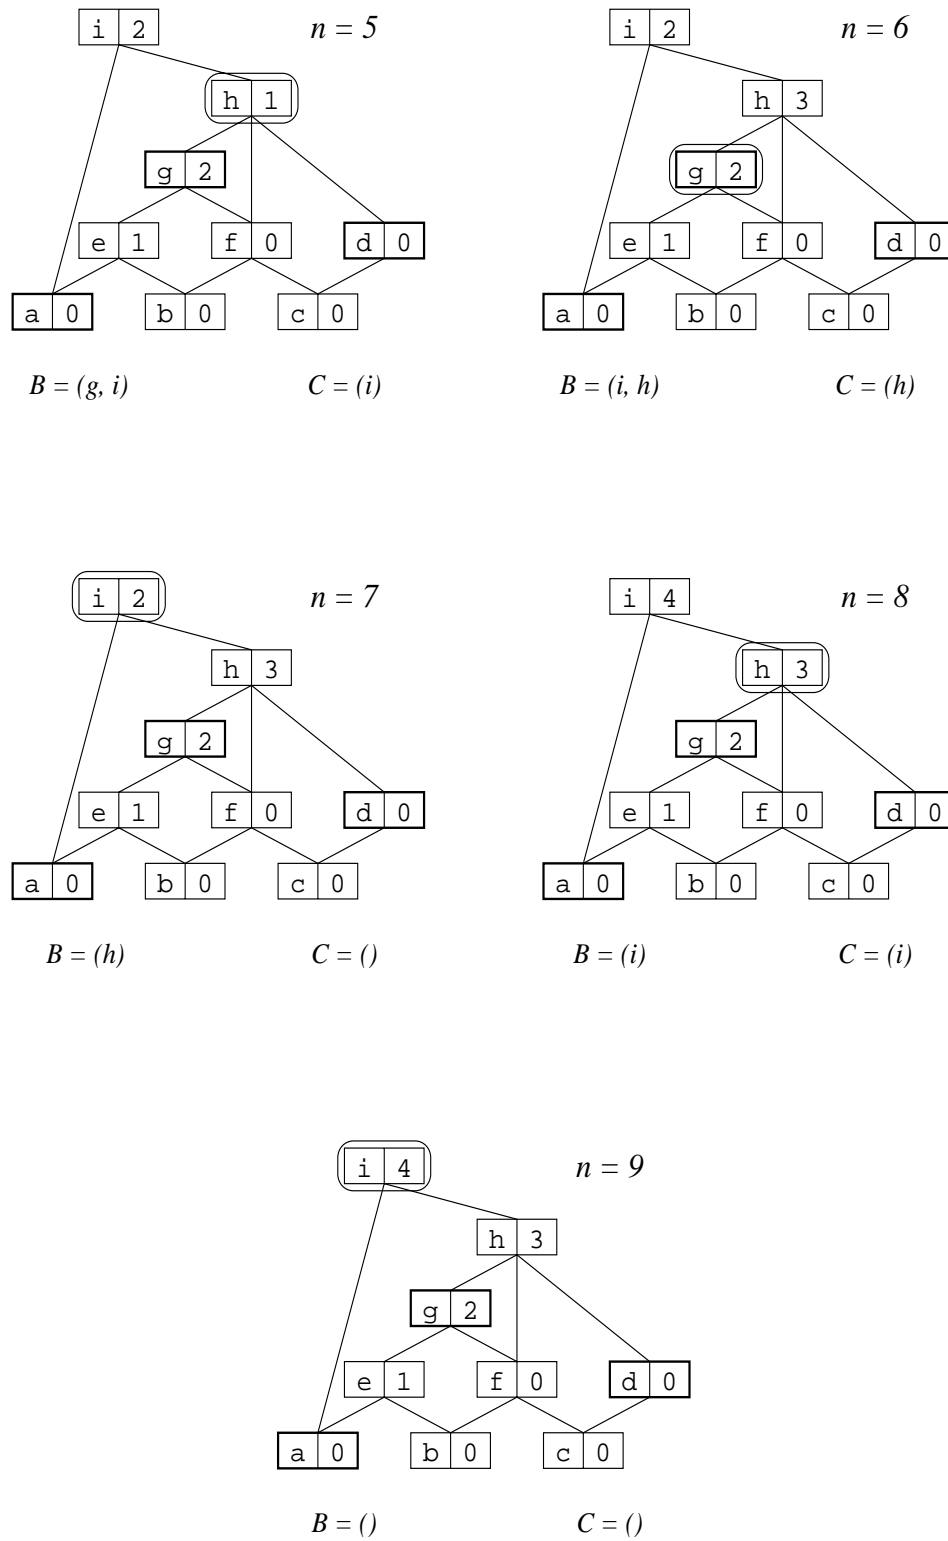 i 2 n = 5
h 1
g 2
e 1 f 0 d 0
a 0 b 0 c 0
B = (g, i) C = (i)
i 2 n = 6
h 3
g 2
e 1 f 0 d 0
a 0 b 0 c 0
B = (i, h) C = (h)
i 2 n = 7
h 3
g 2
e 1 f 0 d 0
a 0 b 0 c 0
B = (h) C = ()
i 4 n = 8
h 3
g 2
e 1 f 0 d 0
a 0 b 0 c 0
B = (i) C = (i)
i 4 n = 9
h 3
g 2
e 1 f 0 d 0
a 0 b 0 c 0
B = () C = ()